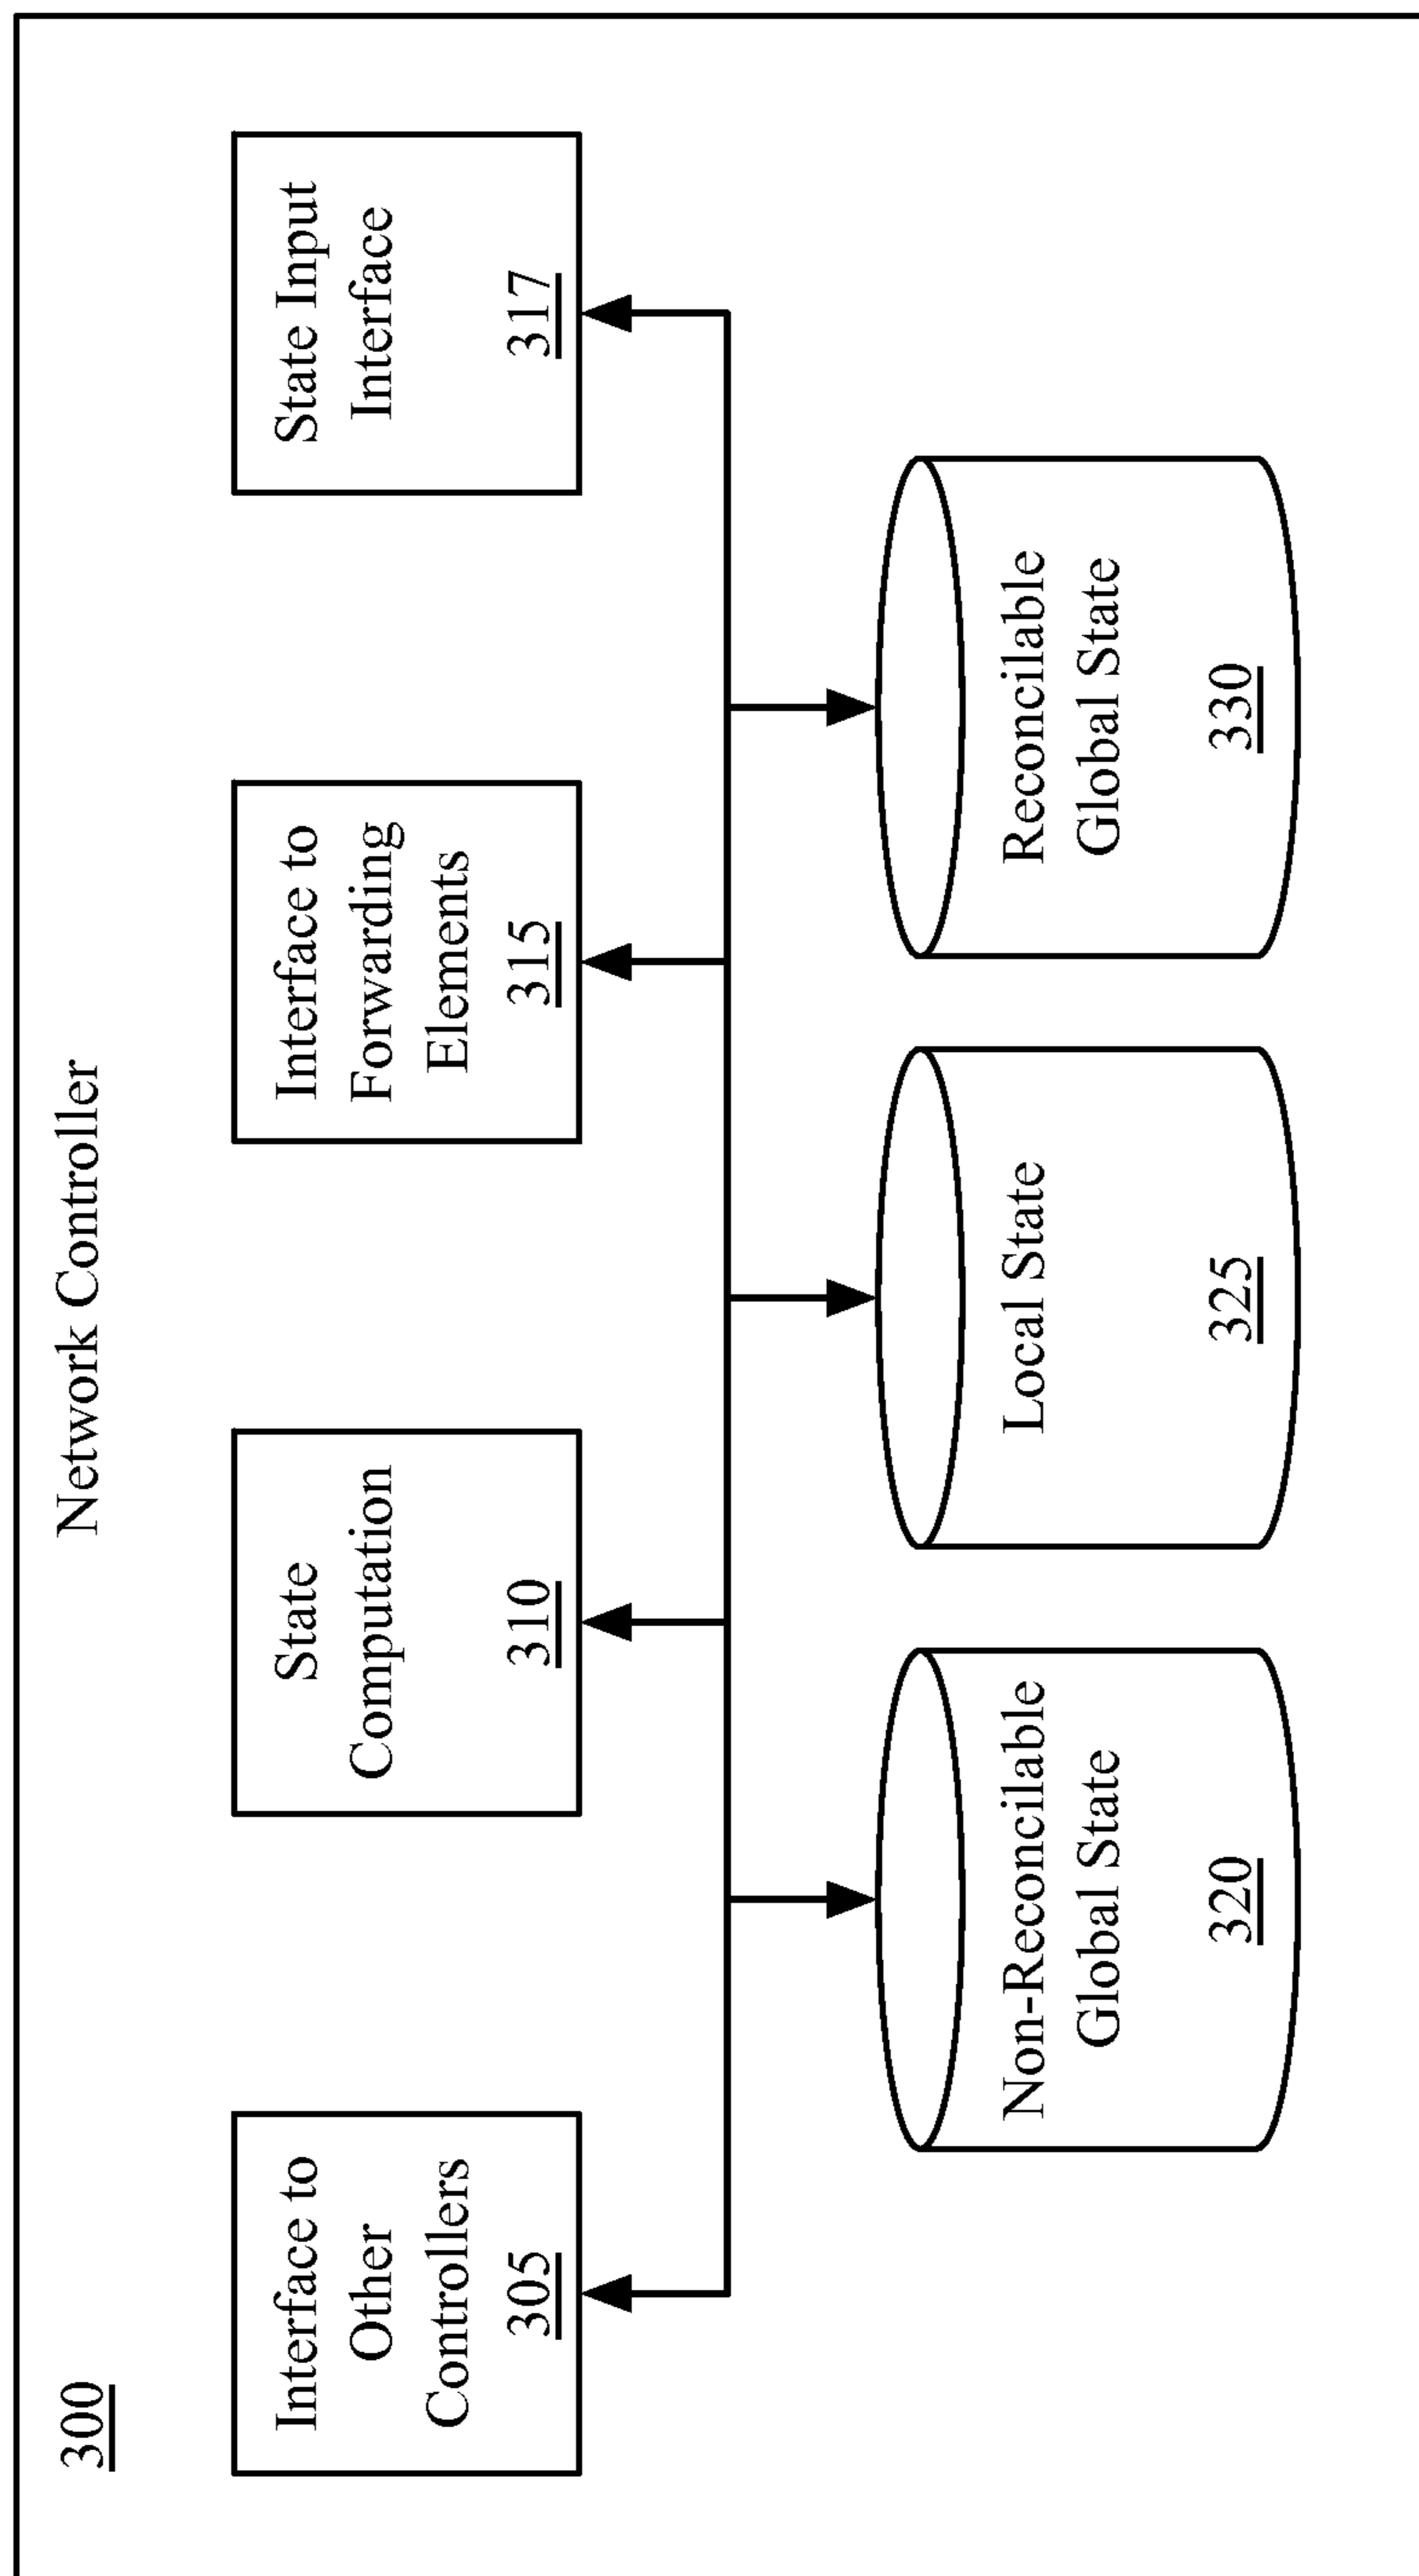 300
Network Controller
Interface to
Other
Controllers
305
State
Computation
310
Interface to
Forwarding
Elements
315
State Input
Interface
317
Non-Reconcilable
Global State
320
Local State
325
Reconcilable
Global State
330